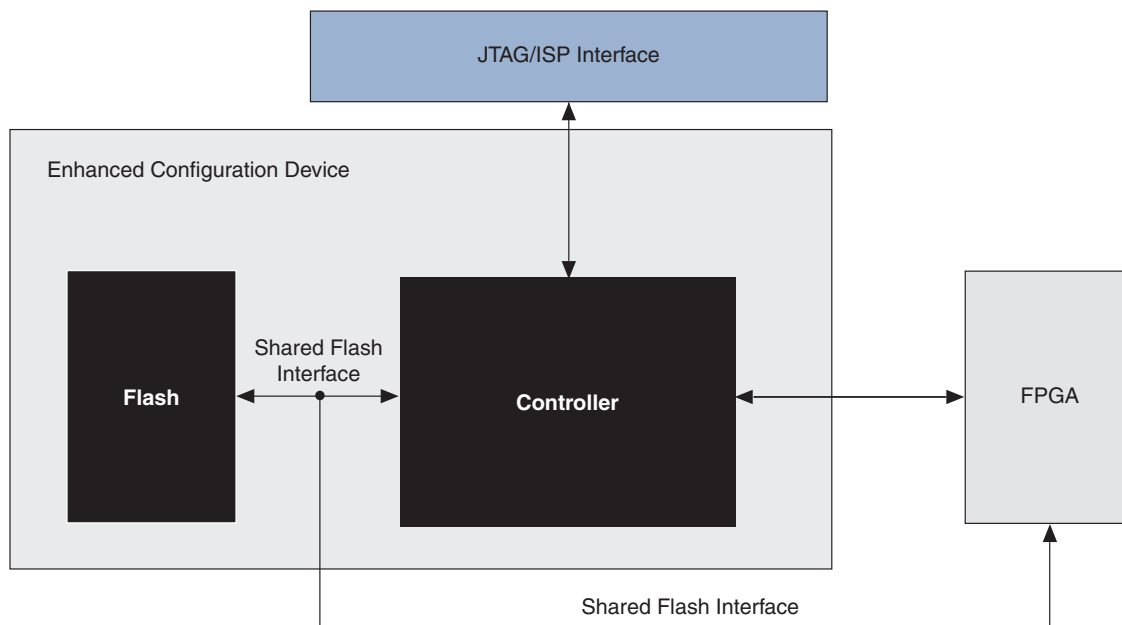 JTAG/ISP Interface
Enhanced Configuration Device
Shared Flash
Interface
Flash
Controller
FPGA
Shared Flash Interface